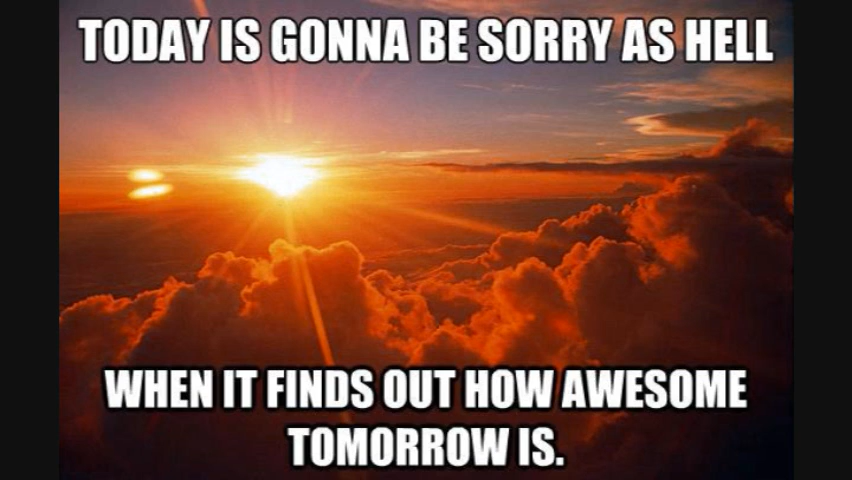 TODAY IS GONNA BE SORRY AS HELL
WHEN IT FINDS OUT HOW AWESOME
TOMORROW IS.